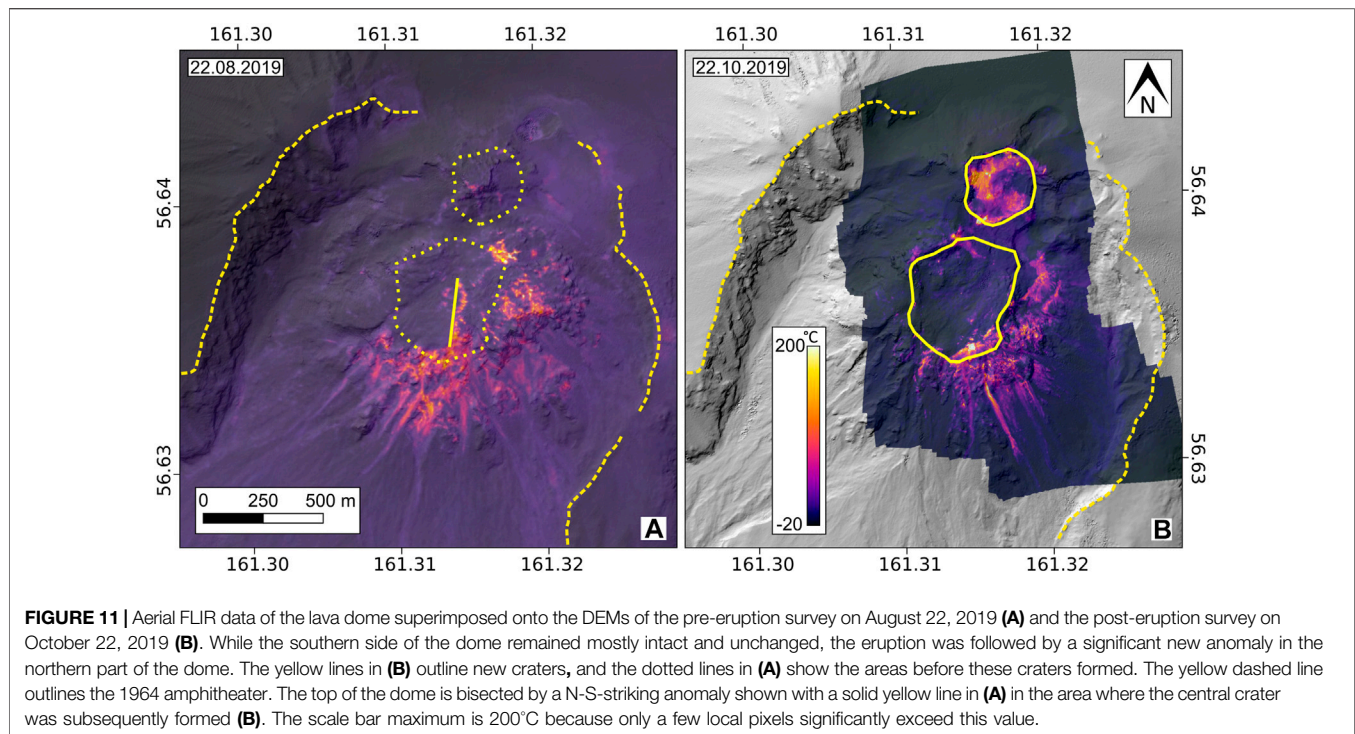 161.30 161.31 161.32 161.30 161.31 161.32
22.08.2019 22.10.2019
N
56.64 56.64
200 °C
56.63 56.63
0 250 500 m
-20
A B
161.30 161.31 161.32 161.30 161.31 161.32
FIGURE 11 | Aerial FLIR data of the lava dome superimposed onto the DEMs of the pre-eruption survey on August 22, 2019 (A) and the post-eruption survey on
October 22, 2019 (B). While the southern side of the dome remained mostly intact and unchanged, the eruption was followed by a significant new anomaly in the
northern part of the dome. The yellow lines in (B) outline new craters, and the dotted lines in (A) show the areas before these craters formed. The yellow dashed line
outlines the 1964 amphitheater. The top of the dome is bisected by a N-S-striking anomaly shown with a solid yellow line in (A) in the area where the central crater
was subsequently formed (B). The scale bar maximum is 200°C because only a few local pixels significantly exceed this value.